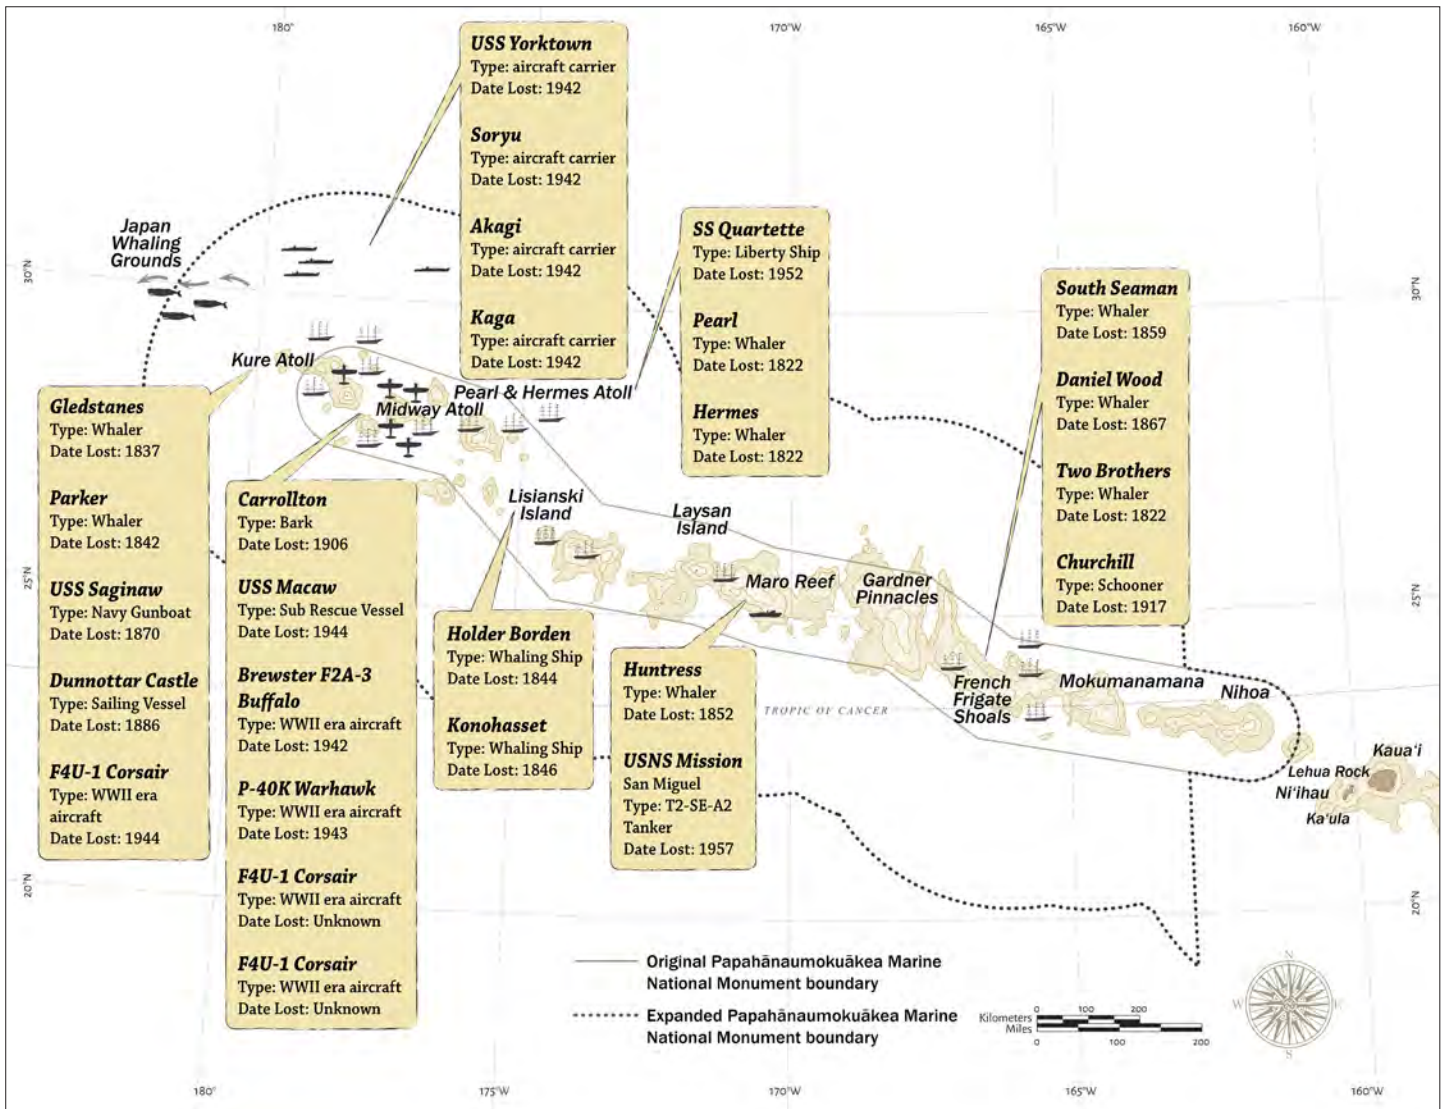 180°
170°W
165°W
160°W
USS Yorktown
Type: aircraft carrier
Date Lost: 1942
Soryu
Type: aircraft carrier
Date Lost: 1942
Akagi
Type: aircraft carrier
Date Lost: 1942
Kaga
Type: aircraft carrier
Date Lost: 1942
Japan
Whaling
Grounds
30°N
30°N
SS Quartette
Type: Liberty Ship
Date Lost: 1952
Pearl
Type: Whaler
Date Lost: 1822
Hermes
Type: Whaler
Date Lost: 1822
South Seaman
Type: Whaler
Date Lost: 1859
Daniel Wood
Type: Whaler
Date Lost: 1867
Two Brothers
Type: Whaler
Date Lost: 1822
Churchill
Type: Schooner
Date Lost: 1917
Kure Atoll
Pearl & Hermes Atoll
Midway Atoll
Gledstanes
Type: Whaler
Date Lost: 1837
Parker
Type: Whaler
Date Lost: 1842
USS Saginaw
Type: Navy Gunboat
Date Lost: 1870
Dunnottar Castle
Type: Sailing Vessel
Date Lost: 1886
F4U-1 Corsair
Type: WWII era
aircraft
Date Lost: 1944
Carrollton
Type: Bark
Date Lost: 1906
USS Macaw
Type: Sub Rescue Vessel
Date Lost: 1944
Brewster F2A-3
Buffalo
Type: WWII era aircraft
Date Lost: 1942
P-40K Warhawk
Type: WWII era aircraft
Date Lost: 1943
F4U-1 Corsair
Type: WWII era aircraft
Date Lost: Unknown
F4U-1 Corsair
Type: WWII era aircraft
Date Lost: Unknown
Lisianski
Island
Laysan
Island
Maro Reef
Gardner
Pinnacles
25°N
25°N
Holder Borden
Type: Whaling Ship
Date Lost: 1844
Konohasset
Type: Whaling Ship
Date Lost: 1846
Huntress
Type: Whaler
Date Lost: 1852
USNS Mission
San Miguel
Type: T2-SE-A2
Tanker
Date Lost: 1957
TROPIC OF CANCER
French
Frigate
Shoals
Mokumanamana
Nihoa
Kauaʻi
Lehua Rock
Niʻihau
Kaʻula
20°N
20°N
Original Papahānaumokuākea Marine
National Monument boundary
Expanded Papahānaumokuākea Marine
National Monument boundary
0 100 200
Kilometers
Miles
0 100 200
N
W
E
S
180°
175°W
170°W
165°W
160°W